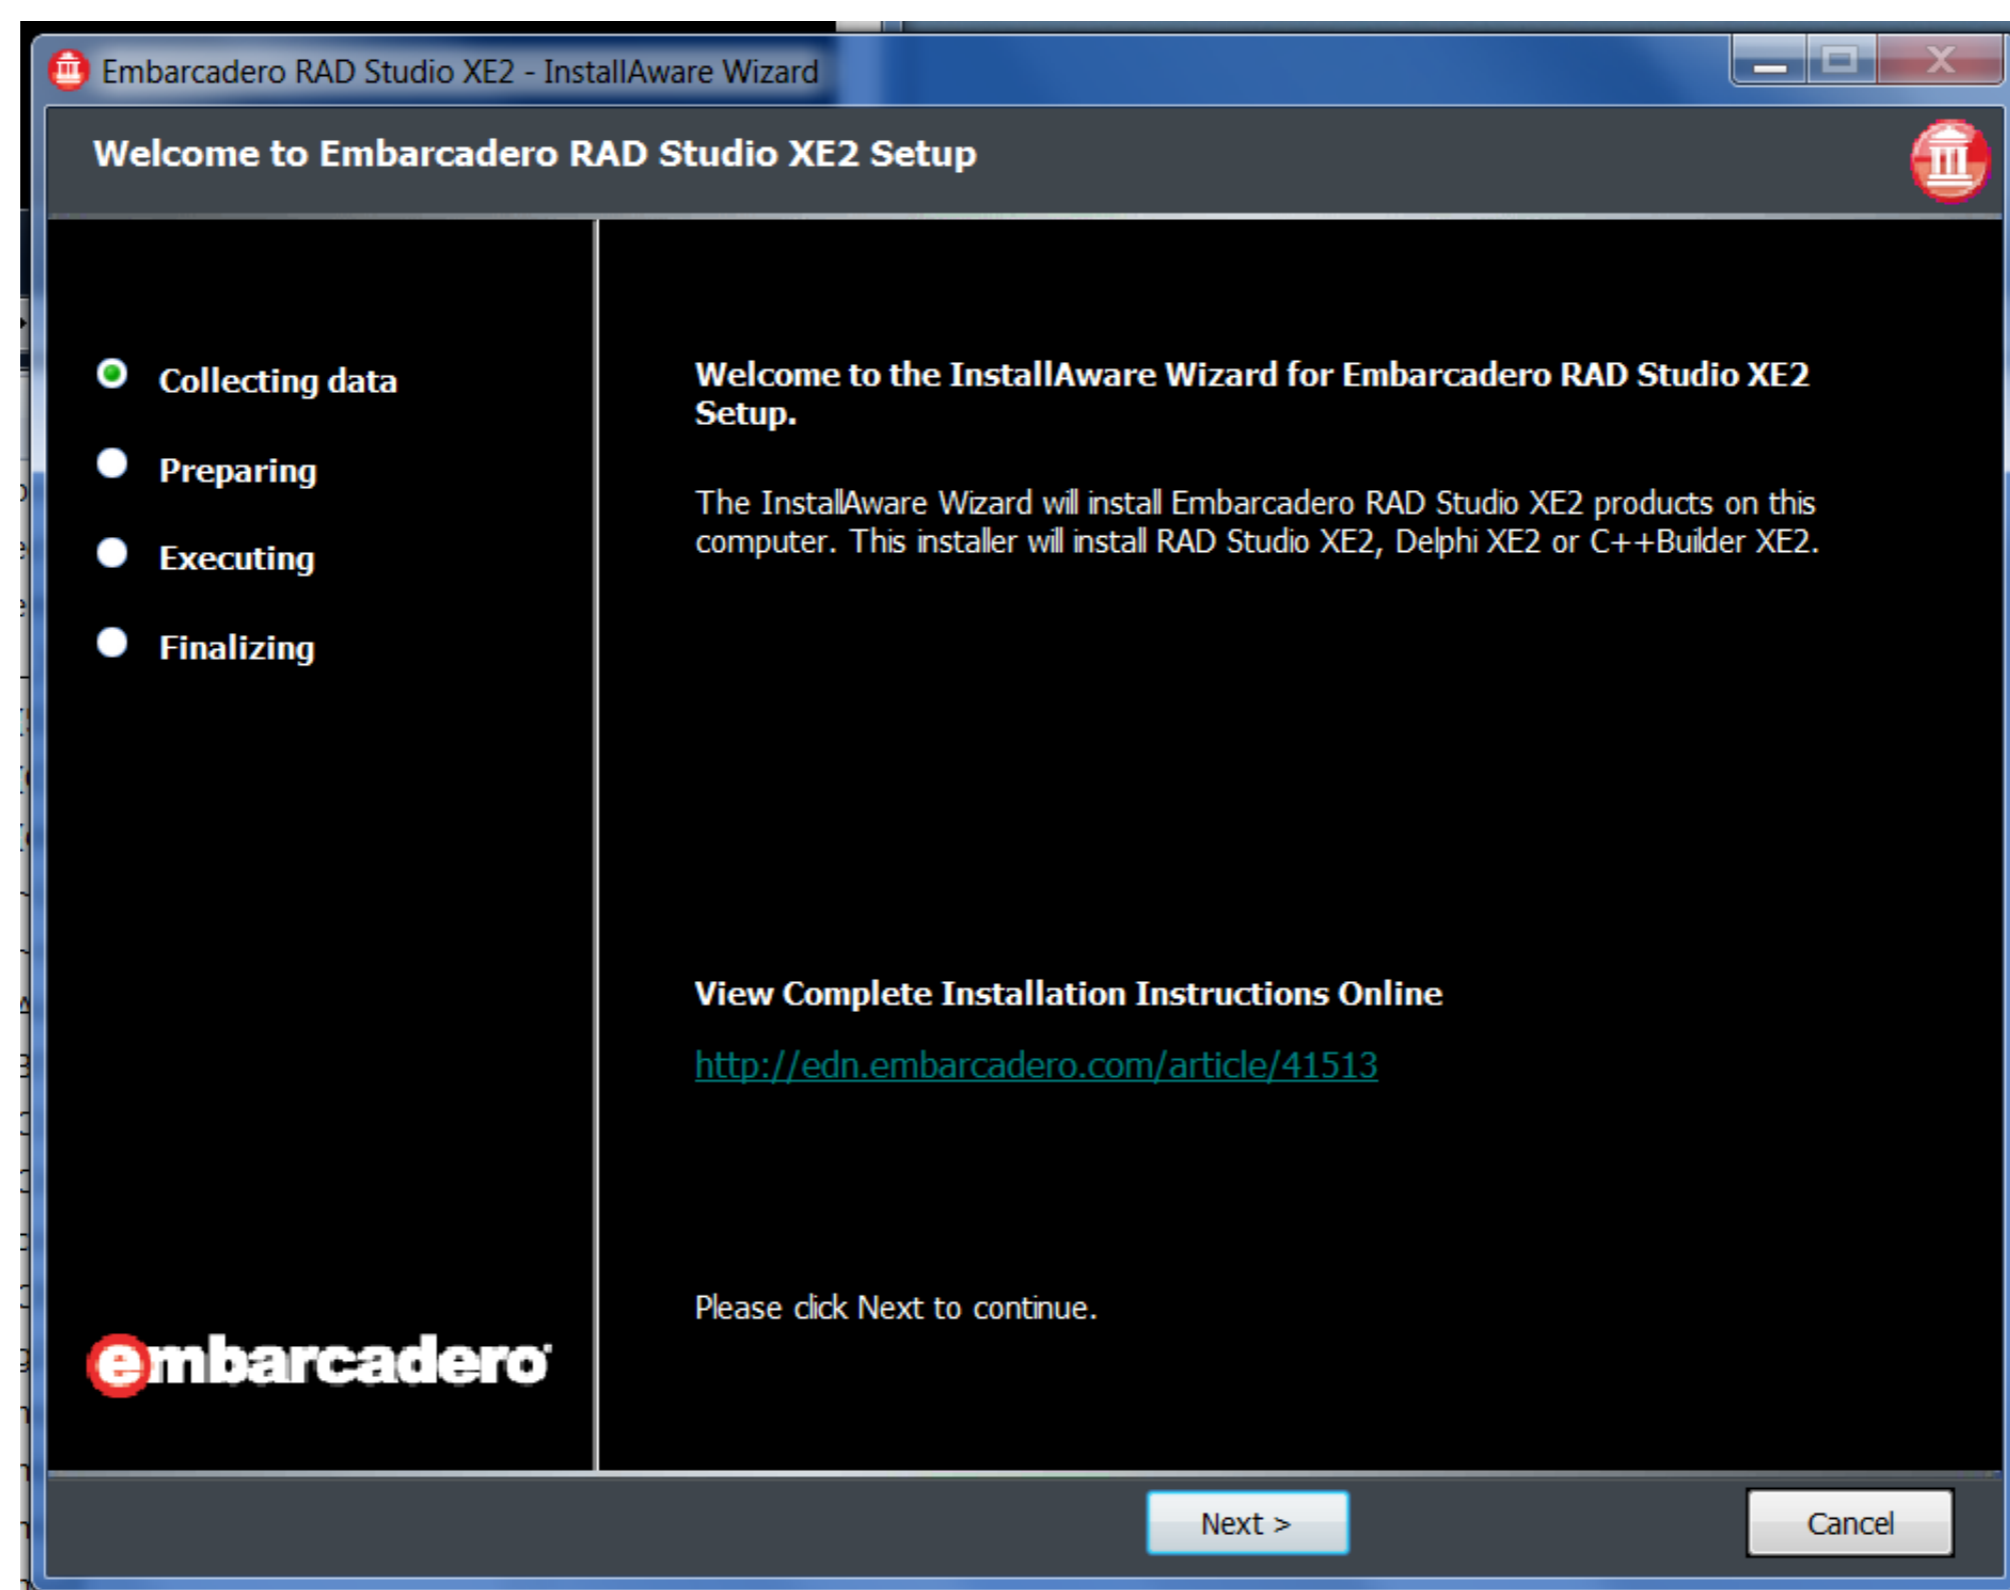 Embarcadero RAD Studio XE2 - InstallAware Wizard
Welcome to Embarcadero RAD Studio XE2 Setup
Collecting data
Preparing
Executing
Finalizing
embarcadero
Welcome to the InstallAware Wizard for Embarcadero RAD Studio XE2
Setup.
The InstallAware Wizard will install Embarcadero RAD Studio XE2 products on this
computer. This installer will install RAD Studio XE2, Delphi XE2 or C++Builder XE2.
View Complete Installation Instructions Online
http://edn.embarcadero.com/article/41513
Please click Next to continue.
Next >
Cancel